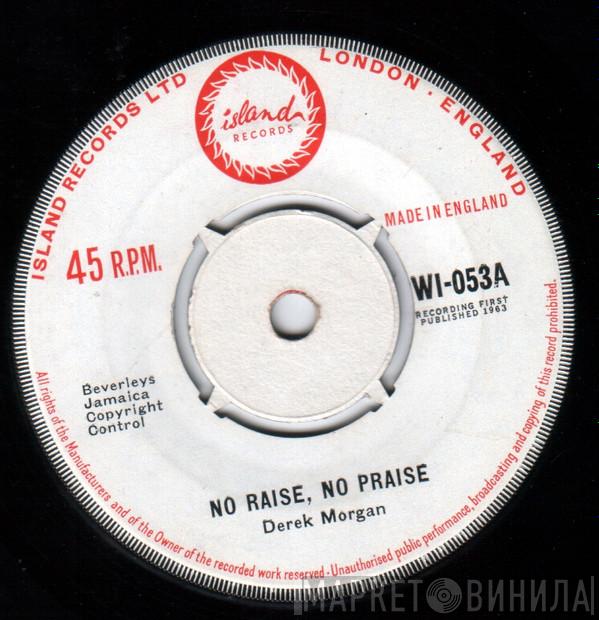 ISLAND RECORDS LTD
LONDON · ENGLAND
island
RECORDS
MADE IN ENGLAND
45 R.P.M.
WI-053A
RECORDING FIRST
PUBLISHED 1963
Beverleys
Jamaica
Copyright
Control
NO RAISE, NO PRAISE
Derek Morgan
All rights of the Manufacturers and of the Owner of the recorded work reserved - Unauthorised public performance, broadcasting and copying of this record prohibited.
МАРКЕТ ВИНИЛА